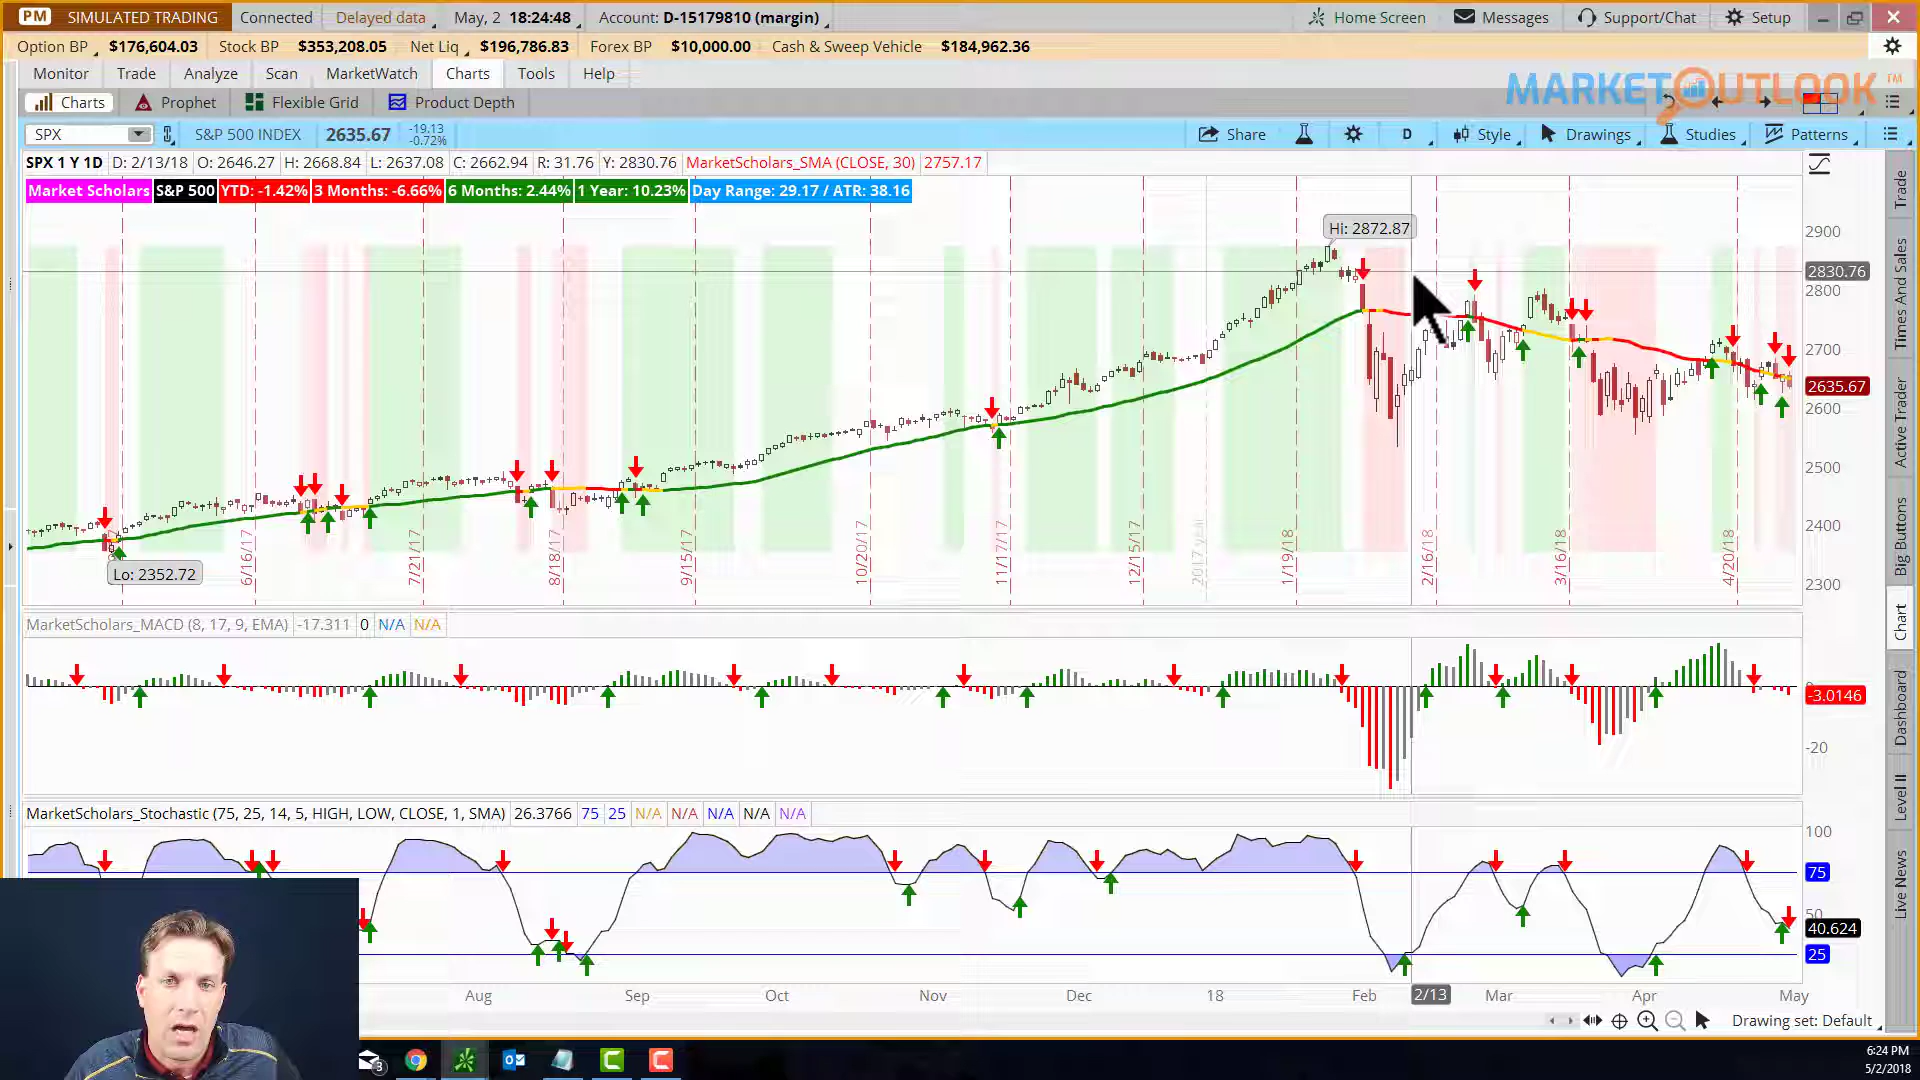 PM SIMULATED TRADING Connected Delayed data May, 2 18:24:48 Account: D-15179810 (margin) Home Screen Messages Support/Chat Setup
Option BP $176,604.03 Stock BP $353,208.05 Net Liq $196,786.83 Forex BP $10,000.00 Cash & Sweep Vehicle $184,962.36
Monitor Trade Analyze Scan MarketWatch Charts Tools Help
MARKETOUTLOOK TM
Charts Prophet Flexible Grid Product Depth
SPX S&P 500 INDEX 2635.67 -19.13 -0.72% Share D Style Drawings Studies Patterns
SPX 1 Y 1D D: 2/13/18 O: 2646.27 H: 2668.84 L: 2637.08 C: 2662.94 R: 31.76 Y: 2830.76 MarketScholars_SMA (CLOSE, 30) 2757.17
Market Scholars S&P 500 YTD: -1.42% 3 Months: -6.66% 6 Months: 2.44% 1 Year: 10.23% Day Range: 29.17 / ATR: 38.16
Hi: 2872.87
2900
2830.76
2800
2700
2635.67
2600
2500
2400
2300
Lo: 2352.72
6/16/17 7/21/17 8/18/17 9/15/17 10/20/17 11/17/17 12/15/17 2017 year 1/19/18 2/16/18 3/16/18 4/20/18
MarketScholars_MACD (8, 17, 9, EMA) -17.311 0 N/A N/A
0
-3.0146
-20
MarketScholars_Stochastic (75, 25, 14, 5, HIGH, LOW, CLOSE, 1, SMA) 26.3766 75 25 N/A N/A N/A N/A N/A
100
75
50
40.624
25
Aug Sep Oct Nov Dec 18 Feb 2/13 Mar Apr May
Drawing set: Default
Trade
Times And Sales
Active Trader
Big Buttons
Chart
Dashboard
Level II
Live News
3
6:24 PM
5/2/2018